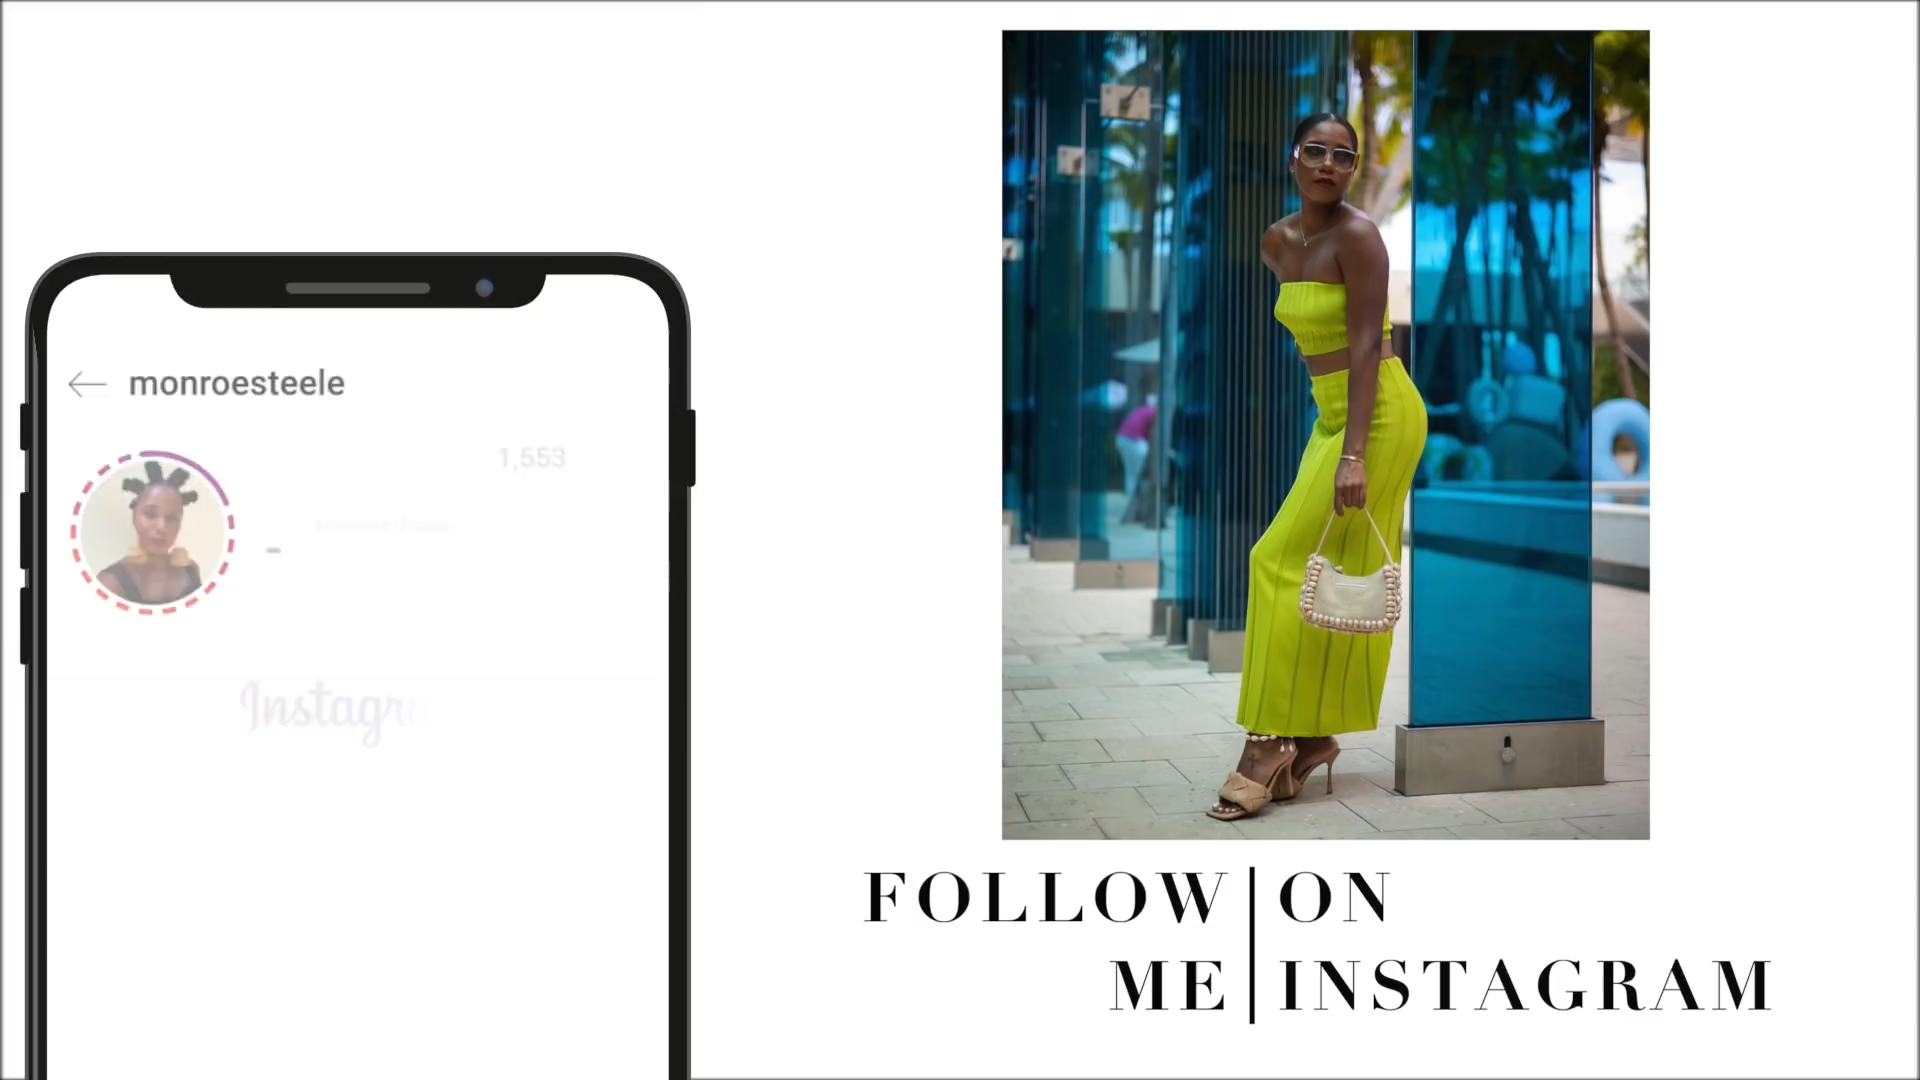 monroesteele
1,553
Instagr
FOLLOW ON
ME INSTAGRAM